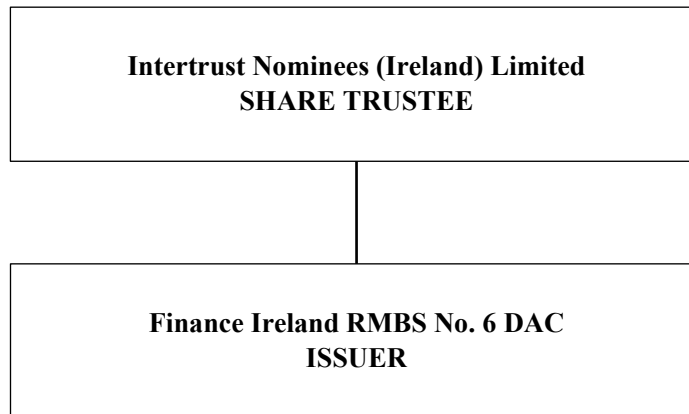 Intertrust Nominees (Ireland) Limited
SHARE TRUSTEE
Finance Ireland RMBS No. 6 DAC
ISSUER